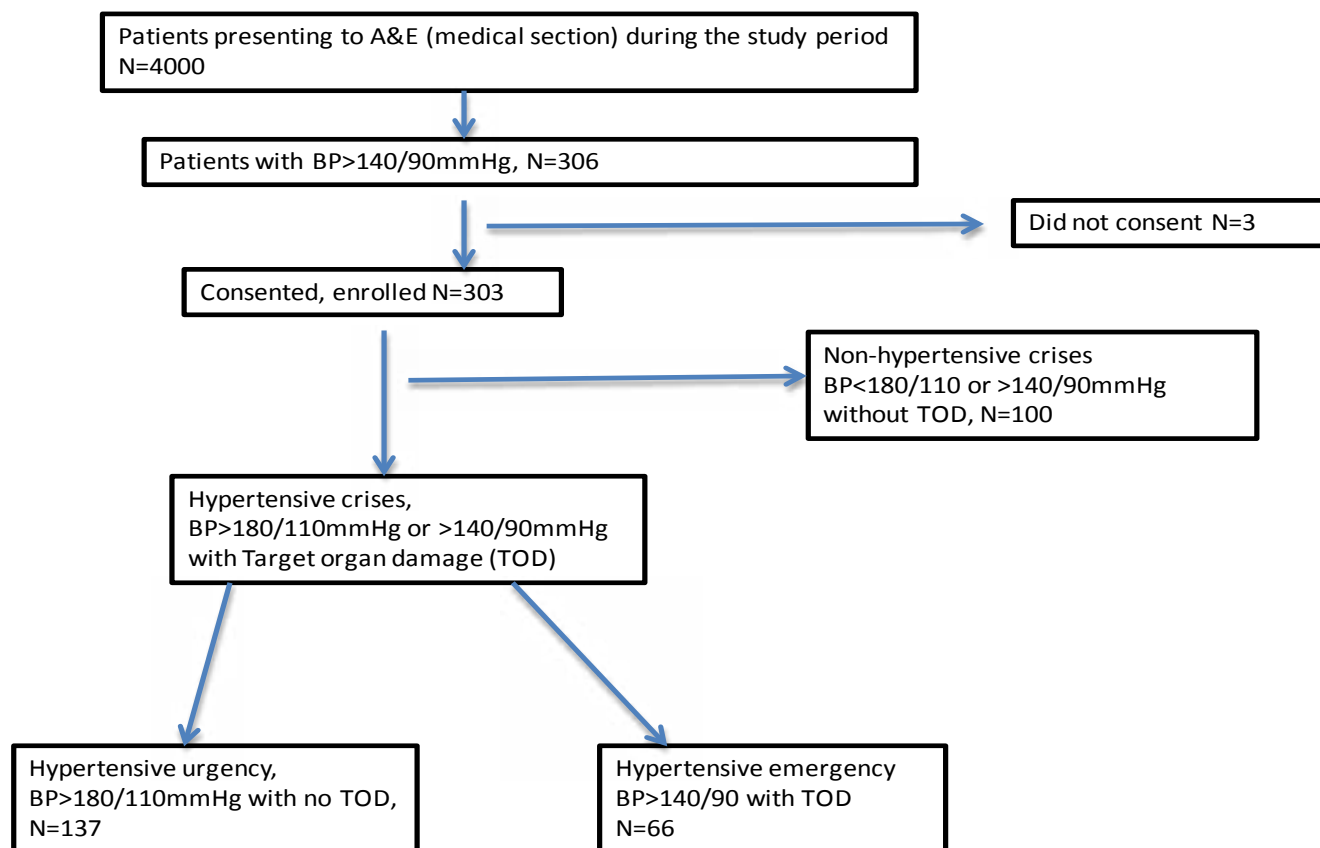 Patients presenting to A&E (medical section) during the study period
N=4000
Patients with BP>140/90mmHg, N=306
Did not consent N=3
Consented, enrolled N=303
Non-hypertensive crises
BP<180/110 or >140/90mmHg
without TOD, N=100
Hypertensive crises,
BP>180/110mmHg or >140/90mmHg
with Target organ damage (TOD)
Hypertensive urgency,
BP>180/110mmHg with no TOD,
N=137
Hypertensive emergency
BP>140/90 with TOD
N=66